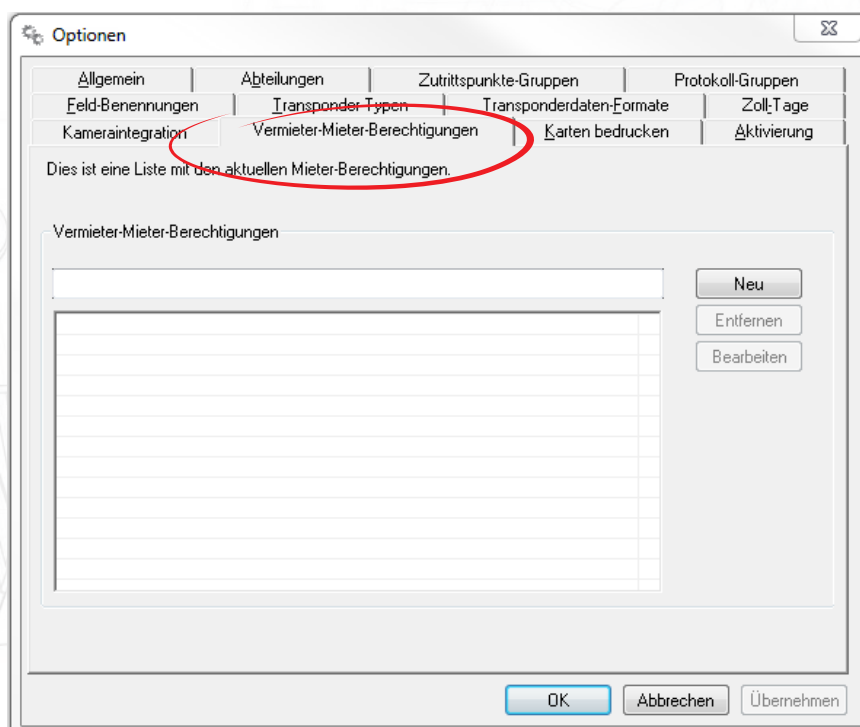 Optionen
Allgemein Abteilungen Zutrittspunkte-Gruppen Protokoll-Gruppen
Feld-Benennungen Transponder-Typen Transponderdaten-Formate Zoll-Tage
Kameraintegration Vermieter-Mieter-Berechtigungen Karten bedrucken Aktivierung
Dies ist eine Liste mit den aktuellen Mieter-Berechtigungen.
Vermieter-Mieter-Berechtigungen
Neu
Entfernen
Bearbeiten
OK Abbrechen Übernehmen